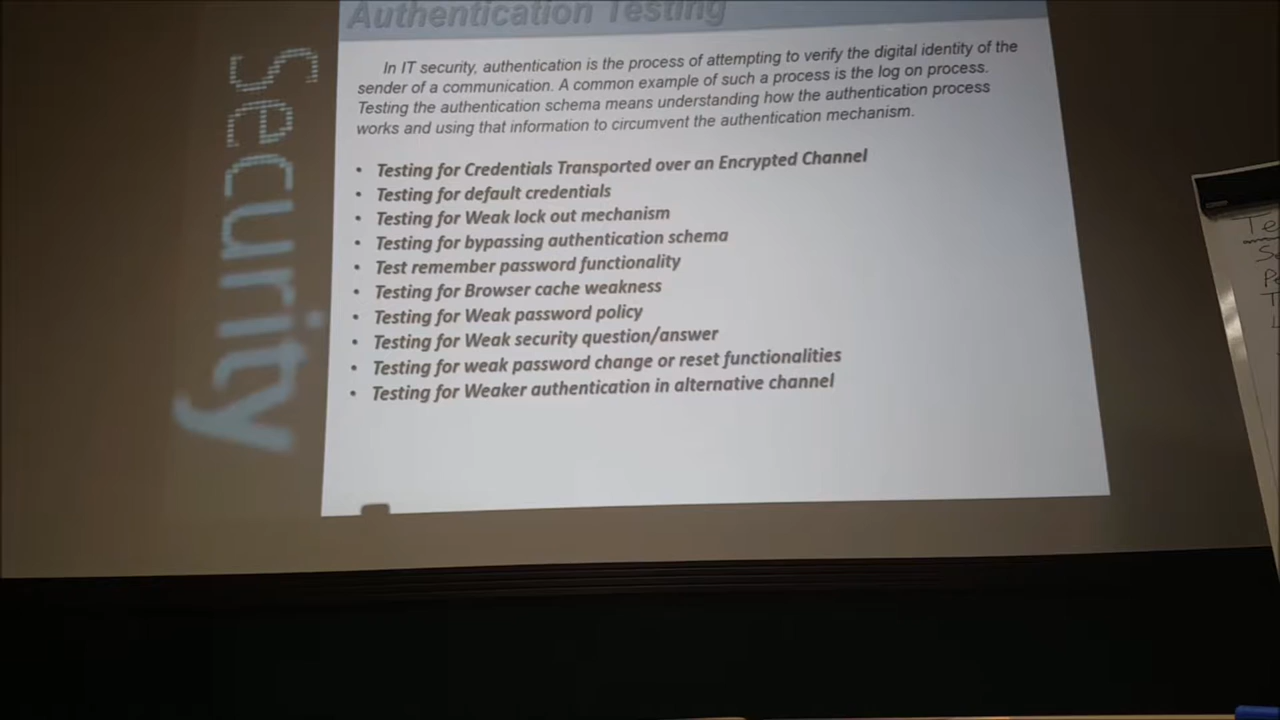 Authentication Testing
Security
In IT security, authentication is the process of attempting to verify the digital identity of the
sender of a communication. A common example of such a process is the log on process.
Testing the authentication schema means understanding how the authentication process
works and using that information to circumvent the authentication mechanism.
• Testing for Credentials Transported over an Encrypted Channel
• Testing for default credentials
• Testing for Weak lock out mechanism
• Testing for bypassing authentication schema
• Test remember password functionality
• Testing for Browser cache weakness
• Testing for Weak password policy
• Testing for Weak security question/answer
• Testing for weak password change or reset functionalities
• Testing for Weaker authentication in alternative channel
Te